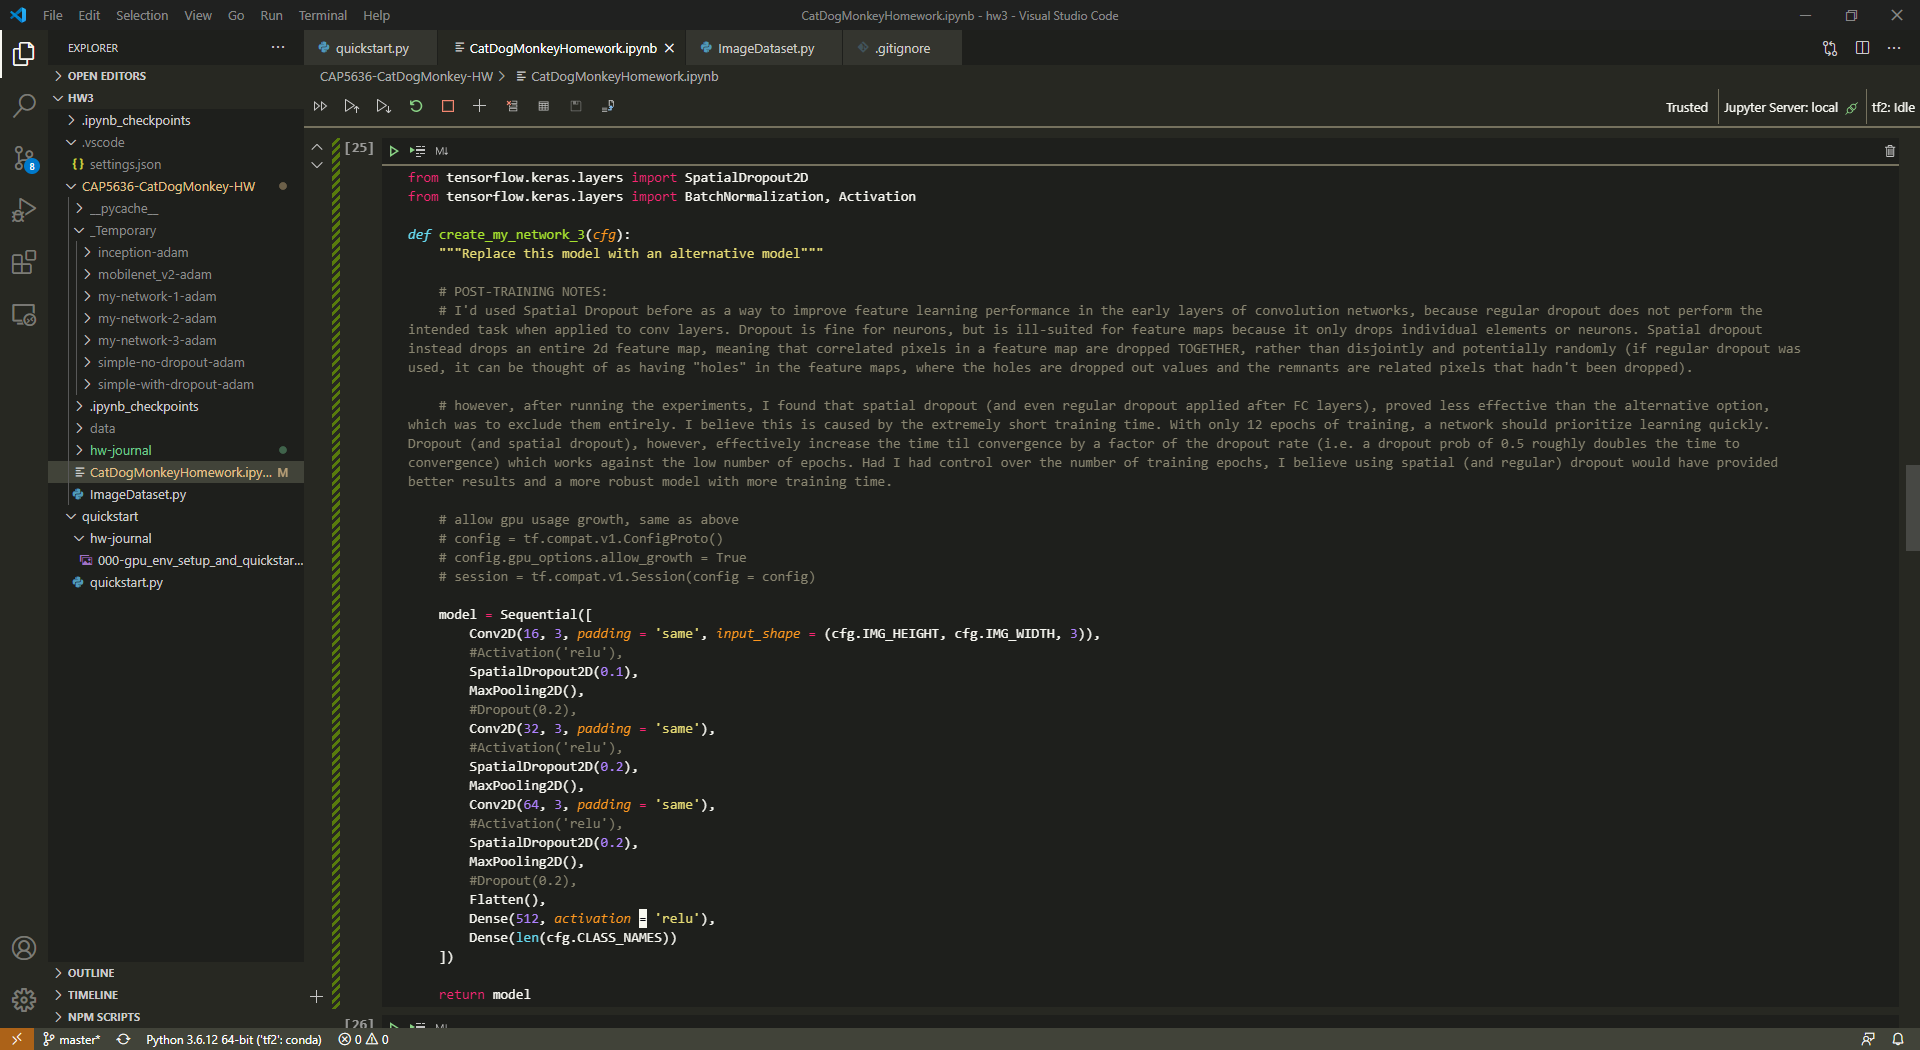 File Edit Selection View Go Run Terminal Help
CatDogMonkeyHomework.ipynb - hw3 - Visual Studio Code
EXPLORER
OPEN EDITORS
HW3
.ipynb_checkpoints
.vscode
settings.json
CAP5636-CatDogMonkey-HW
__pycache__
_Temporary
inception-adam
mobilenet_v2-adam
my-network-1-adam
my-network-2-adam
my-network-3-adam
simple-no-dropout-adam
simple-with-dropout-adam
.ipynb_checkpoints
data
hw-journal
CatDogMonkeyHomework.ipy... M
ImageDataset.py
quickstart
hw-journal
000-gpu_env_setup_and_quickstar...
quickstart.py
OUTLINE
TIMELINE
NPM SCRIPTS
quickstart.py CatDogMonkeyHomework.ipynb ImageDataset.py .gitignore
CAP5636-CatDogMonkey-HW > CatDogMonkeyHomework.ipynb
Trusted Jupyter Server: local tf2: Idle
[25] M↓
from tensorflow.keras.layers import SpatialDropout2D
from tensorflow.keras.layers import BatchNormalization, Activation
def create_my_network_3(cfg):
"""Replace this model with an alternative model"""
# POST-TRAINING NOTES:
# I'd used Spatial Dropout before as a way to improve feature learning performance in the early layers of convolution networks, because regular dropout does not perform the
intended task when applied to conv layers. Dropout is fine for neurons, but is ill-suited for feature maps because it only drops individual elements or neurons. Spatial dropout
instead drops an entire 2d feature map, meaning that correlated pixels in a feature map are dropped TOGETHER, rather than disjointly and potentially randomly (if regular dropout was
used, it can be thought of as having "holes" in the feature maps, where the holes are dropped out values and the remnants are related pixels that hadn't been dropped).
# however, after running the experiments, I found that spatial dropout (and even regular dropout applied after FC layers), proved less effective than the alternative option,
which was to exclude them entirely. I believe this is caused by the extremely short training time. With only 12 epochs of training, a network should prioritize learning quickly.
Dropout (and spatial dropout), however, effectively increase the time til convergence by a factor of the dropout rate (i.e. a dropout prob of 0.5 roughly doubles the time to
convergence) which works against the low number of epochs. Had I had control over the number of training epochs, I believe using spatial (and regular) dropout would have provided
better results and a more robust model with more training time.
# allow gpu usage growth, same as above
# config = tf.compat.v1.ConfigProto()
# config.gpu_options.allow_growth = True
# session = tf.compat.v1.Session(config = config)
model = Sequential([
Conv2D(16, 3, padding = 'same', input_shape = (cfg.IMG_HEIGHT, cfg.IMG_WIDTH, 3)),
#Activation('relu'),
SpatialDropout2D(0.1),
MaxPooling2D(),
#Dropout(0.2),
Conv2D(32, 3, padding = 'same'),
#Activation('relu'),
SpatialDropout2D(0.2),
MaxPooling2D(),
Conv2D(64, 3, padding = 'same'),
#Activation('relu'),
SpatialDropout2D(0.2),
MaxPooling2D(),
#Dropout(0.2),
Flatten(),
Dense(512, activation = 'relu'),
Dense(len(cfg.CLASS_NAMES))
])
return model
[26] M↓
8
master* Python 3.6.12 64-bit ('tf2': conda) 0 0